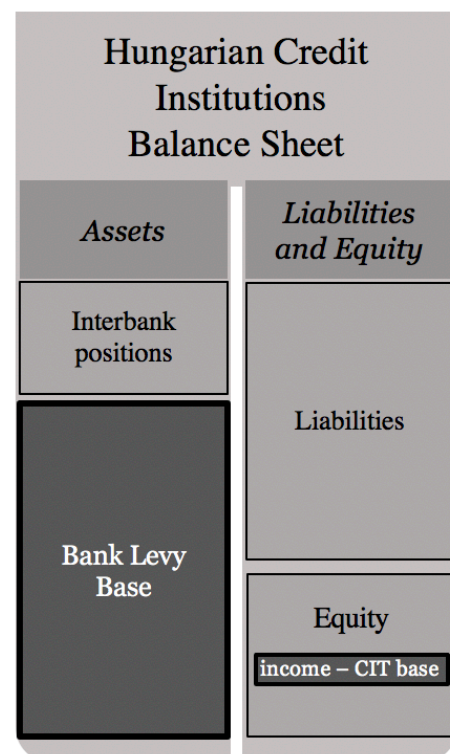 Hungarian Credit
Institutions
Balance Sheet
Assets
Interbank
positions
Bank Levy
Base
Liabilities
and Equity
Liabilities
Equity
income – CIT base